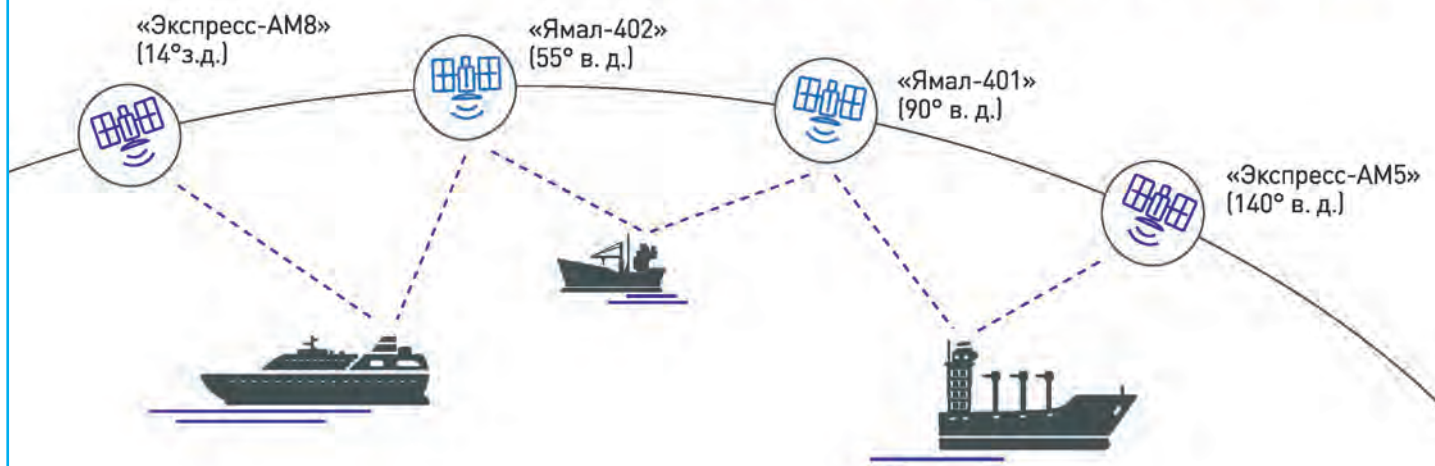 «Экспресс-АМ8»
(14°з.д.)
«Ямал-402»
(55° в. д.)
«Ямал-401»
(90° в. д.)
«Экспресс-АМ5»
(140° в. д.)